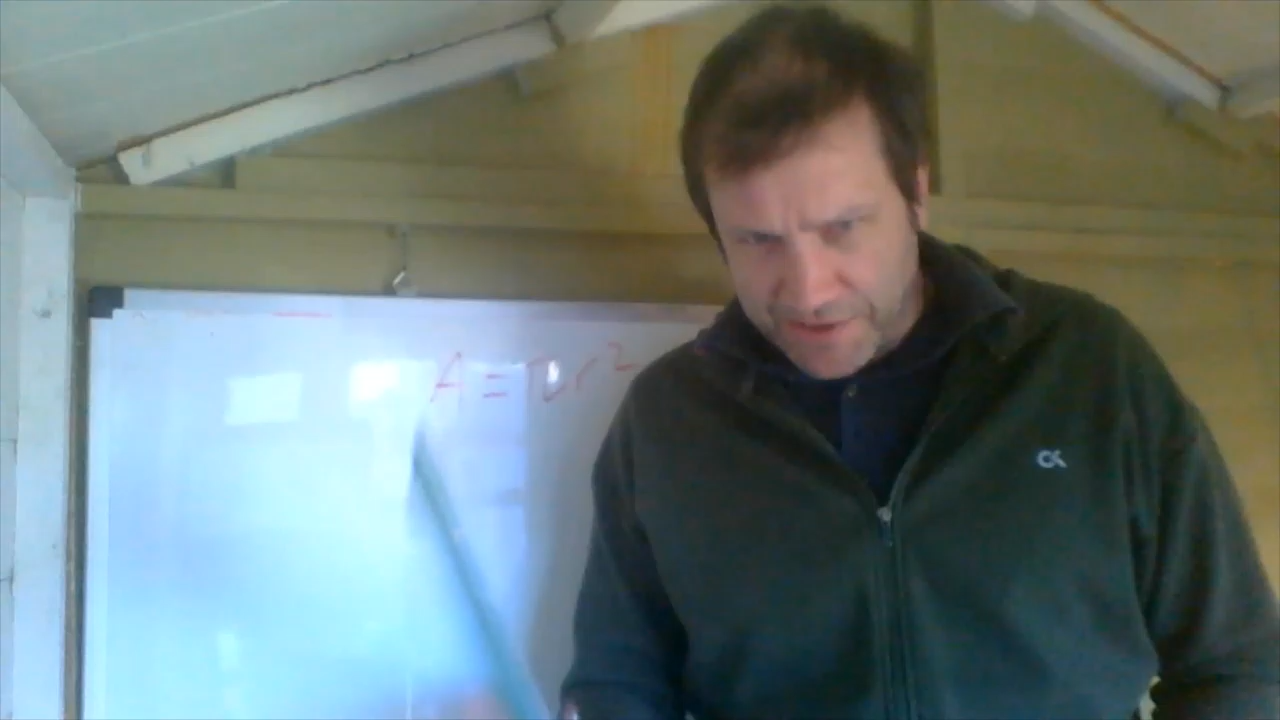 A = πr²